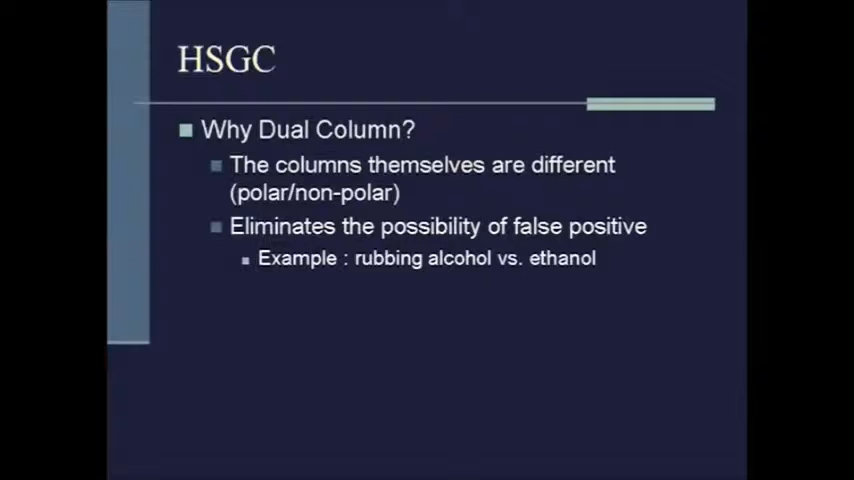 HSGC
Why Dual Column?
The columns themselves are different
(polar/non-polar)
Eliminates the possibility of false positive
Example : rubbing alcohol vs. ethanol